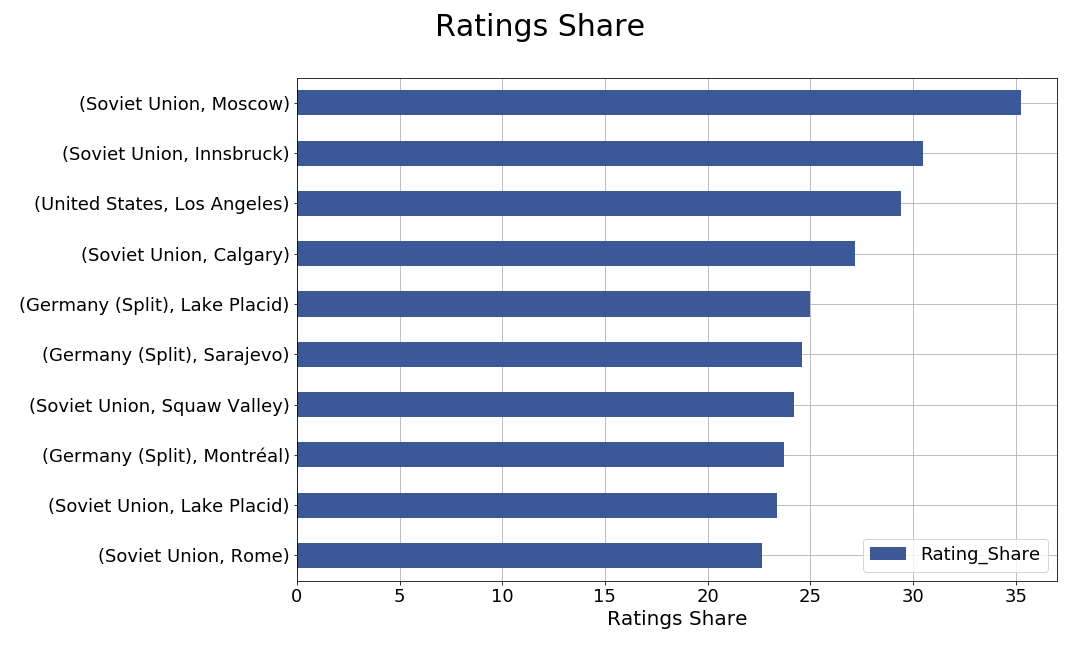 Ratings Share
(Soviet Union, Moscow)
(Soviet Union, Innsbruck)
(United States, Los Angeles)
(Soviet Union, Calgary)
(Germany (Split), Lake Placid)
(Germany (Split), Sarajevo)
(Soviet Union, Squaw Valley)
(Germany (Split), Montréal)
(Soviet Union, Lake Placid)
(Soviet Union, Rome)
Rating_Share
0 5 10 15 20 25 30 35
Ratings Share